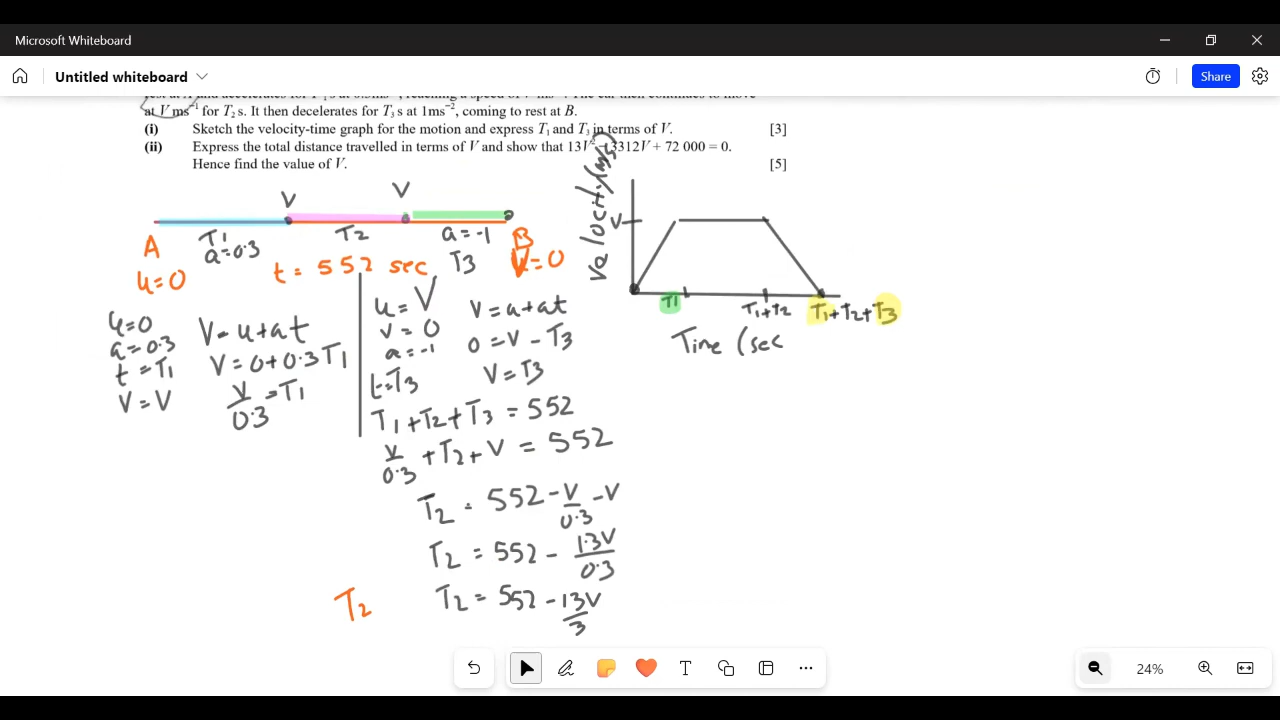 Microsoft Whiteboard
Untitled whiteboard
Share
at V ms⁻¹ for T₂ s. It then decelerates for T₃ s at 1ms⁻², coming to rest at B.
(i) Sketch the velocity-time graph for the motion and express T₁ and T₃ in terms of V. [3]
(ii) Express the total distance travelled in terms of V and show that 13V² 3312V + 72 000 = 0.
Hence find the value of V. [5]
V V
T1 T2 a=-1
a=0.3 T3
A B
u=0 t = 552 sec V=0
u=0
a=0.3
t=T1
V=V
V=u+at
V=0+0.3T1
V/0.3=T1
u=V
v=0
a=-1
t=T3
V=u+at
0=V-T3
V=T3
T1+T2+T3=552
V/0.3+T2+V=552
T2=552-V/0.3-V
T2=552-1.3V/0.3
T2=552-13V/3
T2
Velocity(m/s)
V
T1 T1+T2 T1+T2+T3
Time (sec
24%